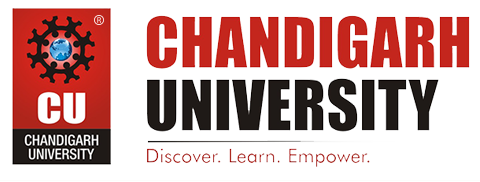 ®
CU
CHANDIGARH
UNIVERSITY
CHANDIGARH
UNIVERSITY
Discover. Learn. Empower.